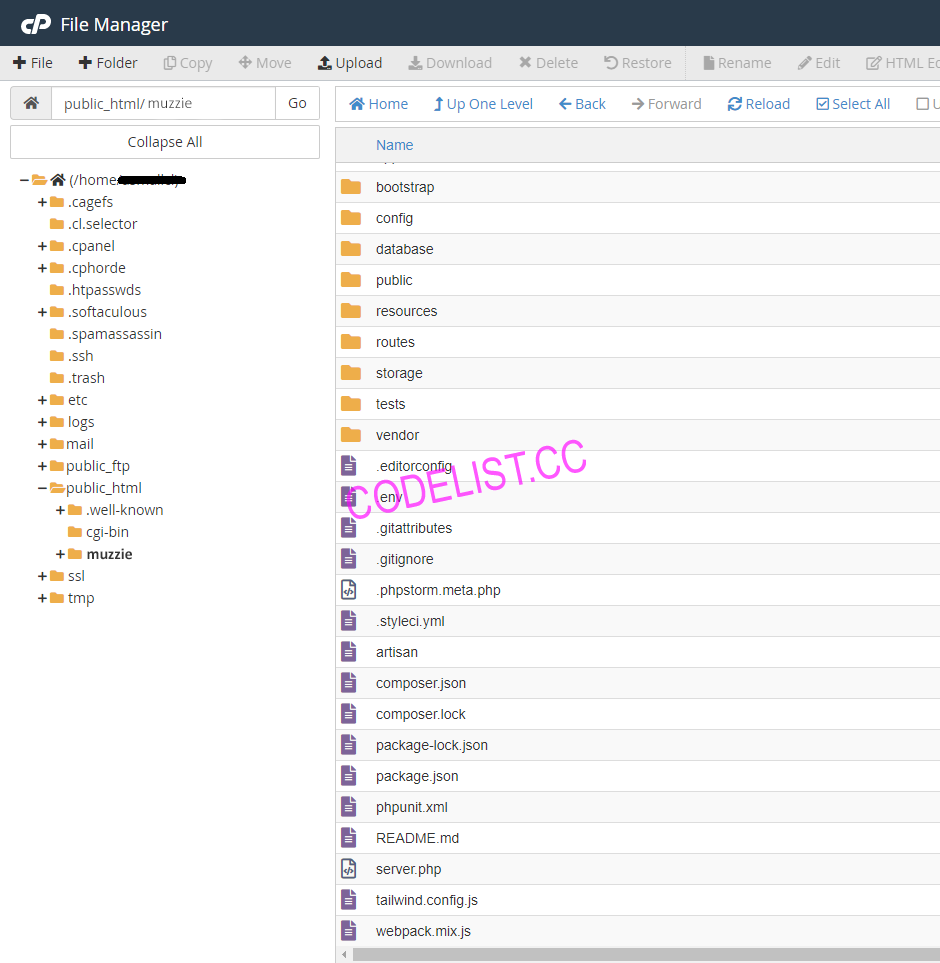 cP File Manager
File Folder Copy Move Upload Download Delete Restore Rename Edit HTML
public_html/muzzie Go
Home Up One Level Back Forward Reload Select All
Collapse All
Name
(/home/
.cagefs
.cl.selector
.cpanel
.cphorde
.htpasswds
.softaculous
.spamassassin
.ssh
.trash
etc
logs
mail
public_ftp
public_html
.well-known
cgi-bin
muzzie
ssl
tmp
bootstrap
config
database
public
resources
routes
storage
tests
vendor
.editorconfig
.env
.gitattributes
.gitignore
.phpstorm.meta.php
.styleci.yml
artisan
composer.json
composer.lock
package-lock.json
package.json
phpunit.xml
README.md
server.php
tailwind.config.js
webpack.mix.js
CODELIST.CC